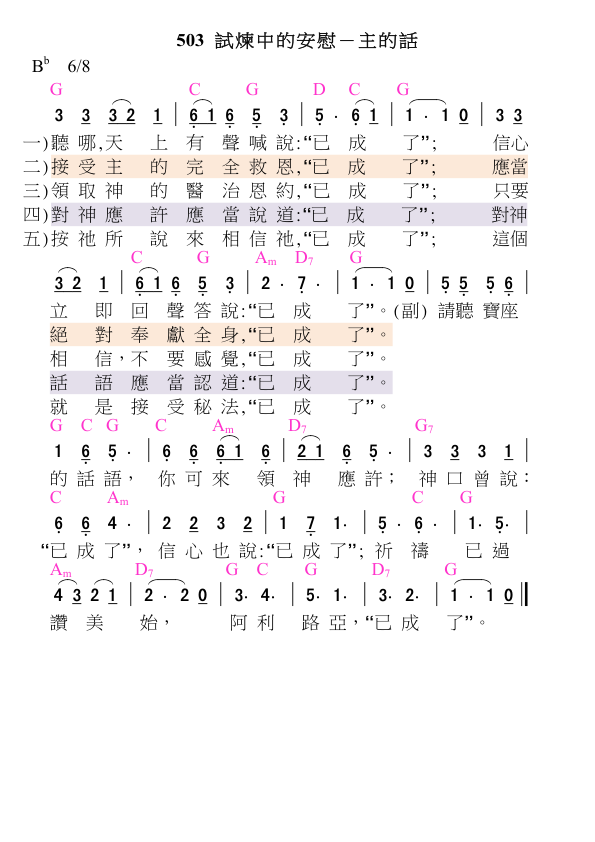 503 試煉中的安慰－主的話
B♭ 6/8
G C G D C G
3 3 3 2 1 | 6 1 6 5 3 | 5 · 6 1 | 1 · 1 0 | 3 3
一)聽哪,天上有聲喊說:“已成了”; 信心
二)接受主的完全救恩,“已成了”; 應當
三)領取神的醫治恩約,“已成了”; 只要
四)對神應許應當說道:“已成了”; 對神
五)按祂所說來相信祂,“已成了”; 這個
C G Am D7 G
3 2 1 | 6 1 6 5 3 | 2 · 7 · | 1 · 1 0 | 5 5 5 6 |
立即回聲答說:“已成了”。(副) 請聽寶座
絕對奉獻全身,“已成了”。
相信，不要感覺,“已成了”。
話語應當認道:“已成了”。
就是接受秘法,“已成了”。
G C G C Am D7 G7
1 6 5 · | 6 6 6 1 6 | 2 1 6 5 · | 3 3 3 1 |
的話語， 你可來領神應許； 神口曾說：
C Am G C G
6 6 4 · | 2 2 3 2 | 1 7 1· | 5 · 6 · | 1· 5· |
“已成了”， 信心也說:“已成了”; 祈禱已過
Am D7 G C G D7 G
4 3 2 1 | 2 · 2 0 | 3· 4· | 5· 1· | 3· 2· | 1 · 1 0 ‖
讚美始， 阿利路亞，“已成了”。